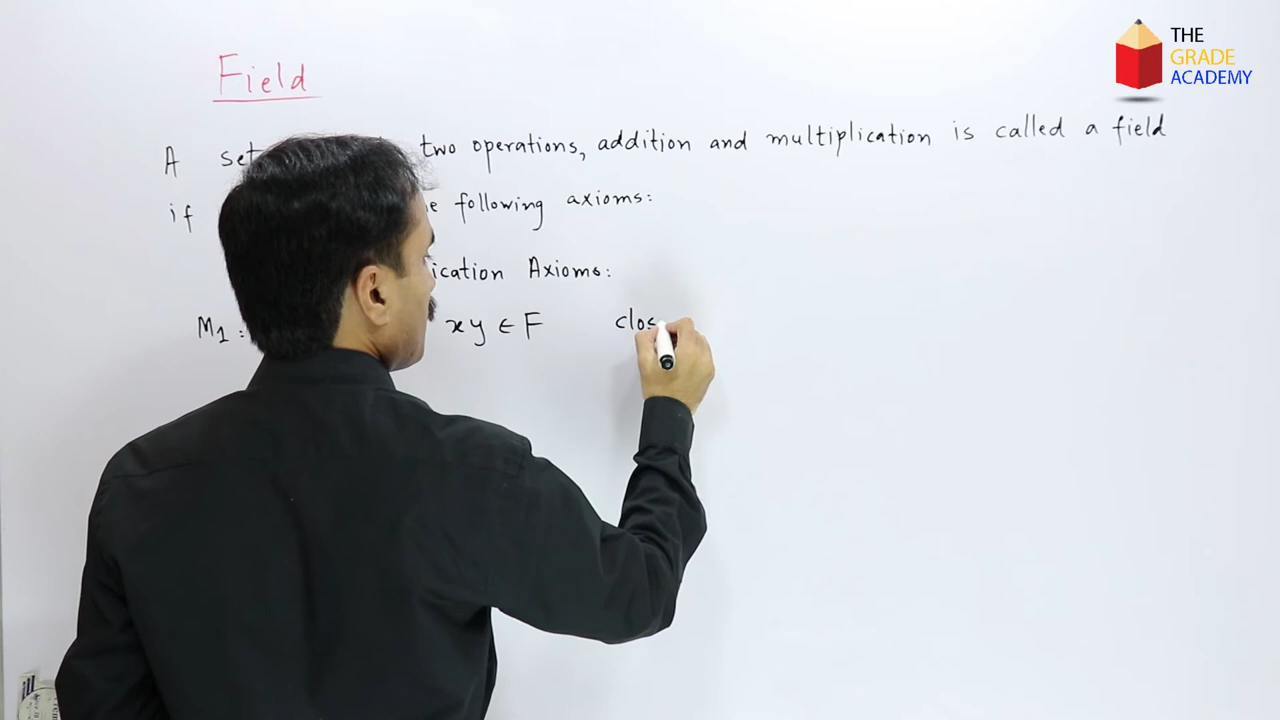 THE
GRADE
ACADEMY
Field
A set two operations, addition and multiplication is called a field
if following axioms:
Axioms:
M1: xy ∈ F clos